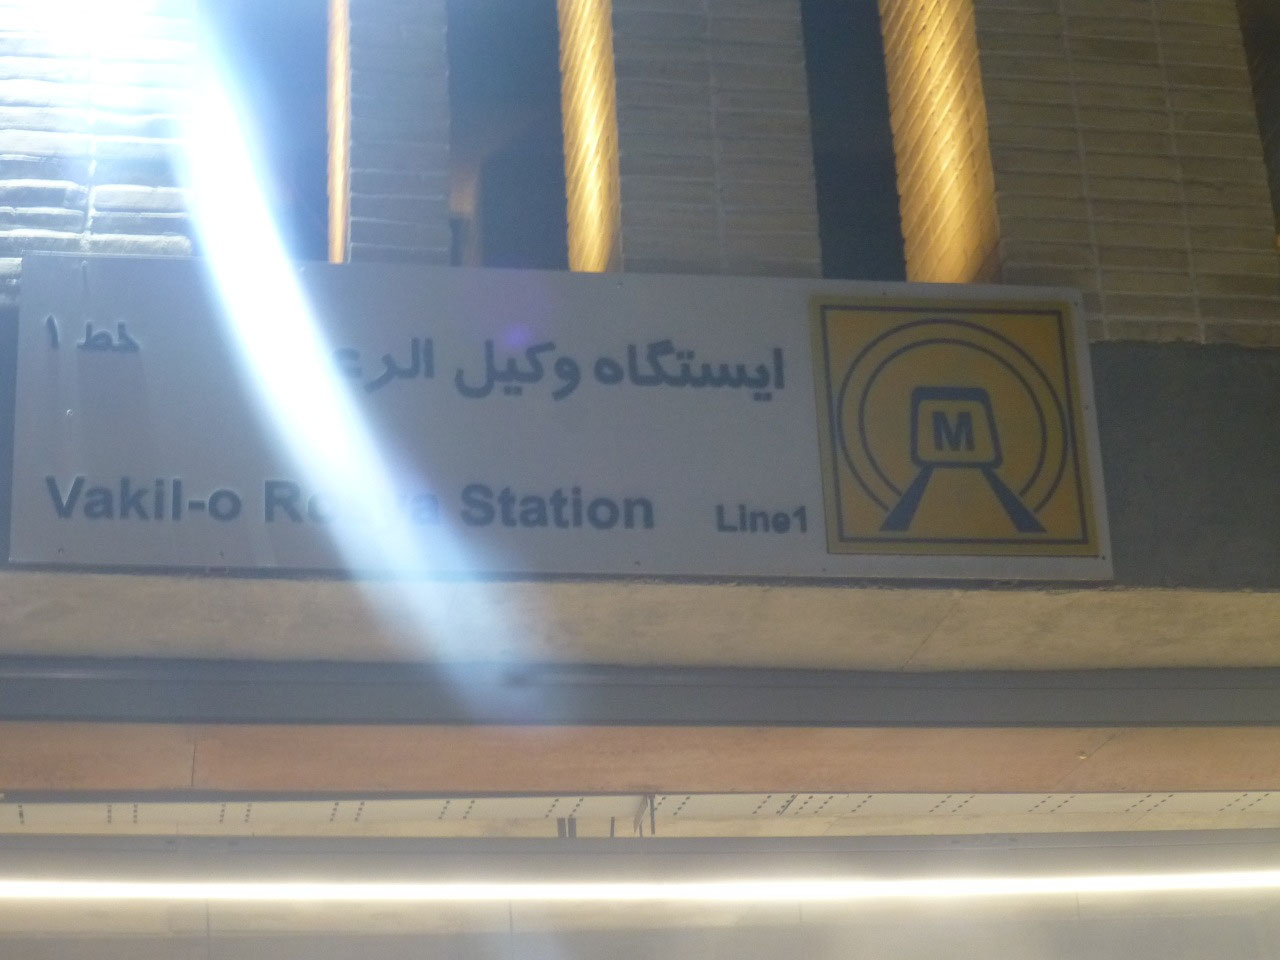 ایستگاه وکیل
خط ۱
Vakil-o Station
Line1
M